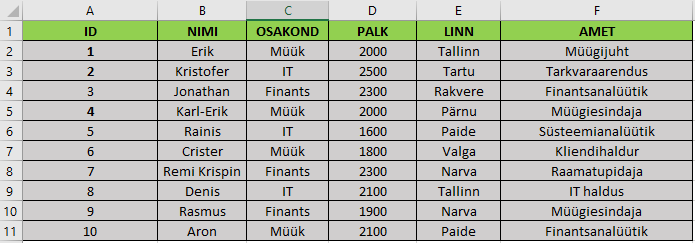 A B C D E F
1 ID NIMI OSAKOND PALK LINN AMET
2 1 Erik Müük 2000 Tallinn Müügijuht
3 2 Kristofer IT 2500 Tartu Tarkvaraarendus
4 3 Jonathan Finants 2300 Rakvere Finantsanalüütik
5 4 Karl-Erik Müük 2000 Pärnu Müügiesindaja
6 5 Rainis IT 1600 Paide Süsteemianalüütik
7 6 Crister Müük 1800 Valga Kliendihaldur
8 7 Remi Krispin Finants 2300 Narva Raamatupidaja
9 8 Denis IT 2100 Tallinn IT haldus
10 9 Rasmus Finants 1900 Narva Müügiesindaja
11 10 Aron Müük 2100 Paide Finantsanalüütik